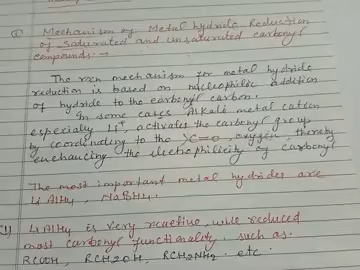 Mechanism of Metal hydride Reduction
of saturated and unsaturated carbonyl
compounds:-
The rxn mechanism for metal hydride
reduction is based on nucleophilic addition
of hydride to the carbonyl carbon.
In some cases Alkali metal cation
especially Li+, activates the carbonyl group
by coordinating to the >C=O, oxygen, thereby
enchancing the electrophilicity of carbonyl
The most important metal hydrides are
LiAlH4, NaBH4.
LiAlH4 is very reactive, will reduced
most carbonyl functionality, such as.
RCOOH, RCH2OH, RCH2NH2. etc.